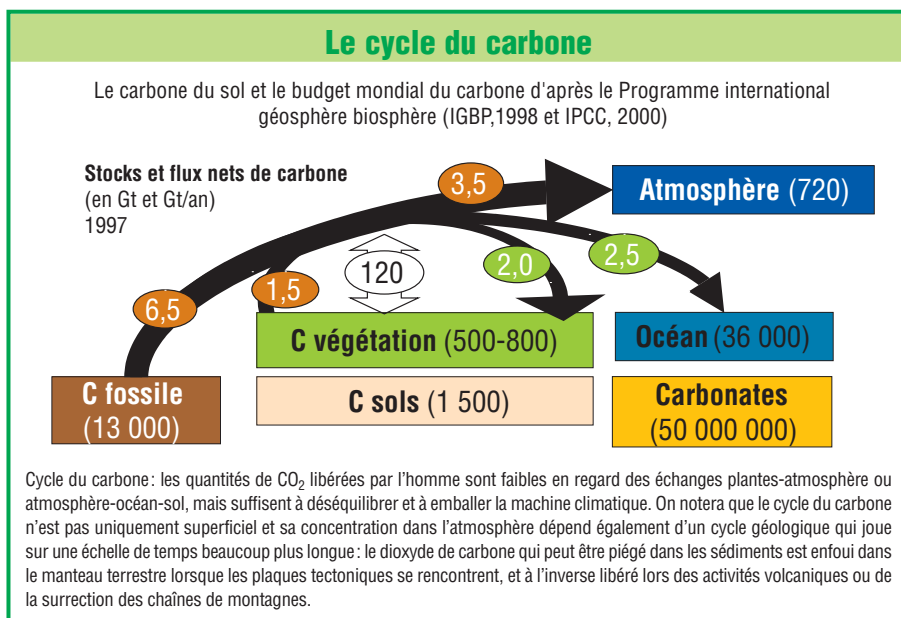 Le cycle du carbone
Le carbone du sol et le budget mondial du carbone d'après le Programme international
géosphère biosphère (IGBP,1998 et IPCC, 2000)
Stocks et flux nets de carbone
(en Gt et Gt/an)
1997
3,5
Atmosphère (720)
120
2,0
2,5
1,5
6,5
C végétation (500-800)
Océan (36 000)
C fossile
(13 000)
C sols (1 500)
Carbonates
(50 000 000)
Cycle du carbone : les quantités de CO₂ libérées par l'homme sont faibles en regard des échanges plantes-atmosphère ou
atmosphère-océan-sol, mais suffisent à déséquilibrer et à emballer la machine climatique. On notera que le cycle du carbone
n'est pas uniquement superficiel et sa concentration dans l'atmosphère dépend également d'un cycle géologique qui joue
sur une échelle de temps beaucoup plus longue : le dioxyde de carbone qui peut être piégé dans les sédiments est enfoui dans
le manteau terrestre lorsque les plaques tectoniques se rencontrent, et à l'inverse libéré lors des activités volcaniques ou de
la surrection des chaînes de montagnes.